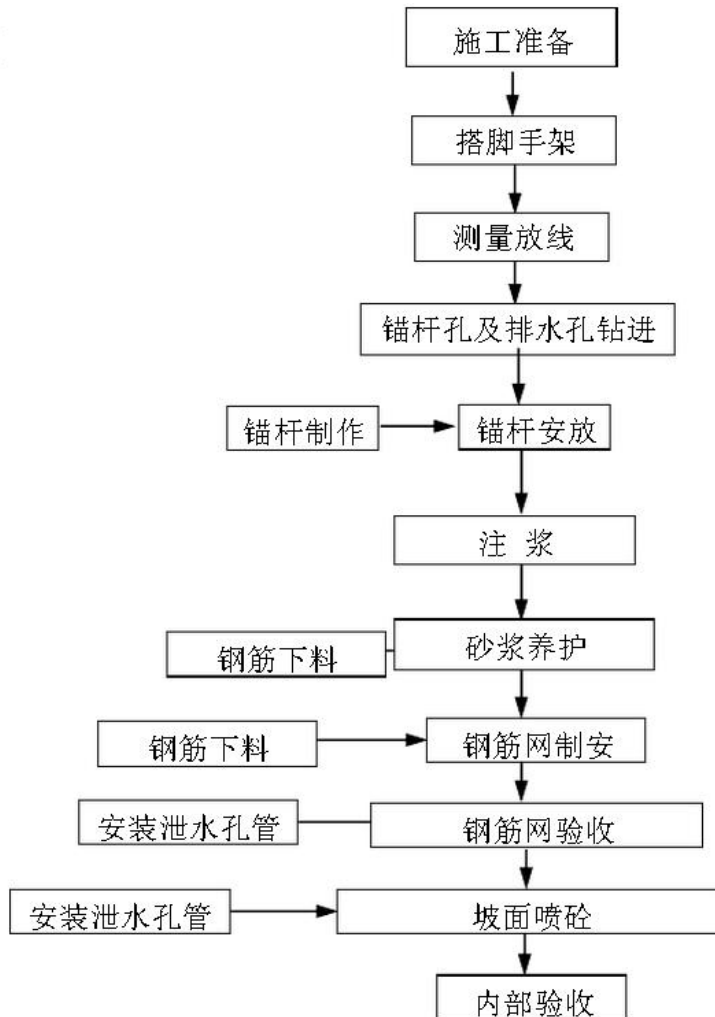 施工准备
搭脚手架
测量放线
锚杆孔及排水孔钻进
锚杆制作
锚杆安放
注 浆
钢筋下料
砂浆养护
钢筋下料
钢筋网制安
安装泄水孔管
钢筋网验收
安装泄水孔管
坡面喷砼
内部验收